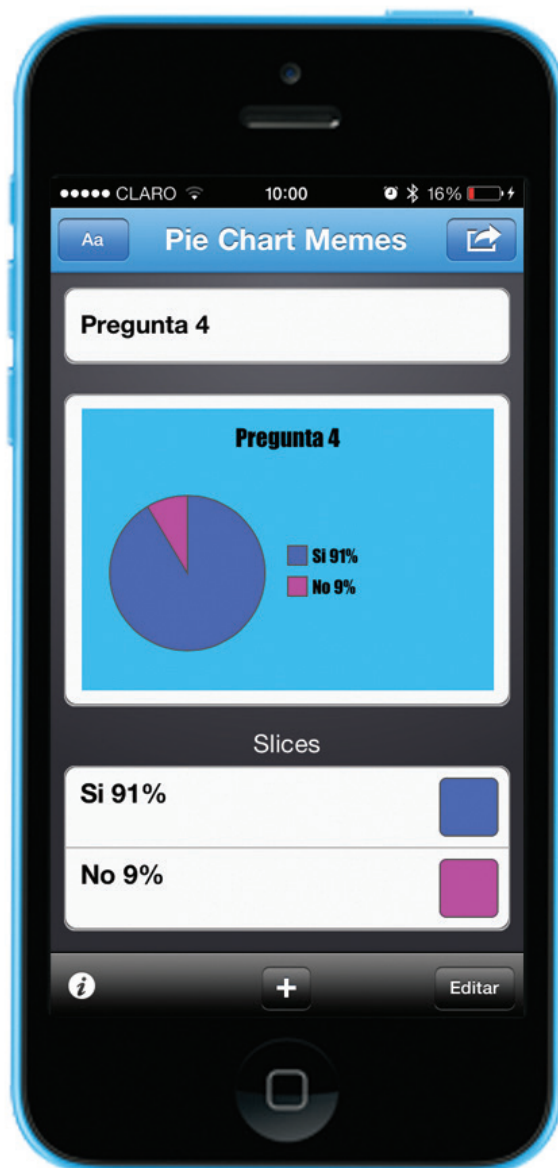 CLARO 10:00 16%
Aa Pie Chart Memes
Pregunta 4
Pregunta 4
Si 91%
No 9%
Slices
Si 91%
No 9%
i + Editar